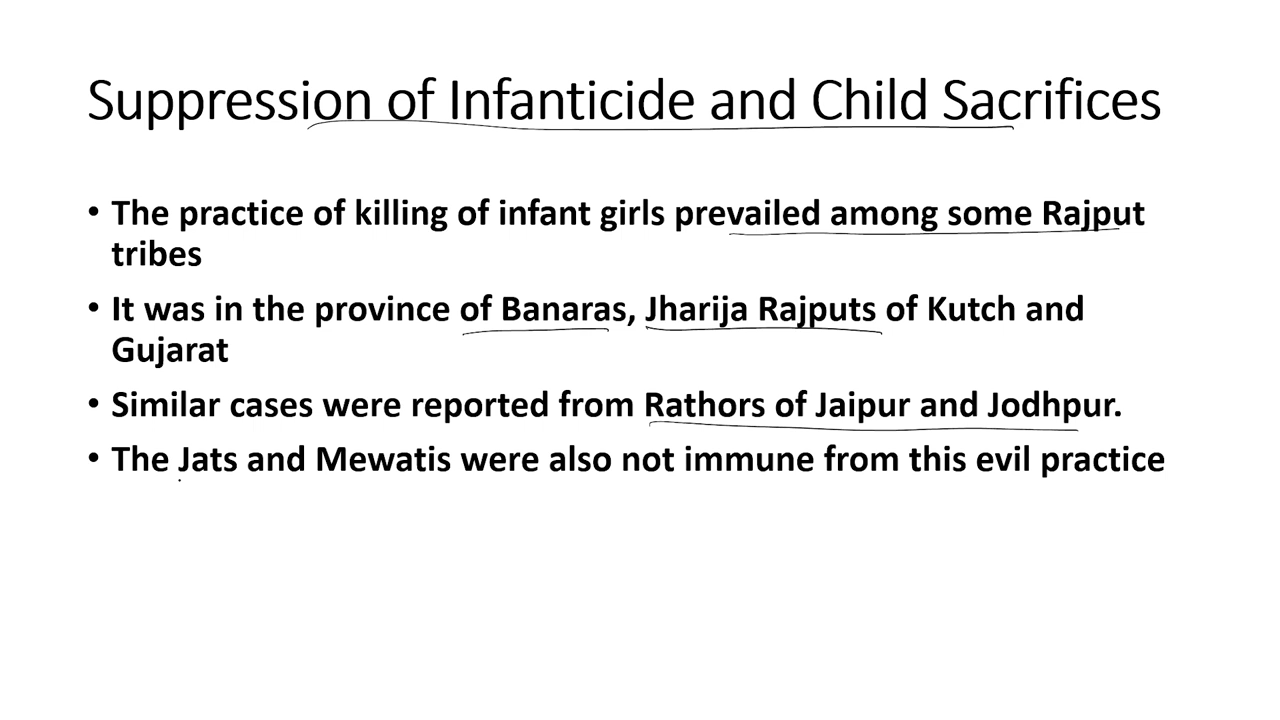 Suppression of Infanticide and Child Sacrifices
• The practice of killing of infant girls prevailed among some Rajput
tribes
• It was in the province of Banaras, Jharija Rajputs of Kutch and
Gujarat
• Similar cases were reported from Rathors of Jaipur and Jodhpur.
• The Jats and Mewatis were also not immune from this evil practice